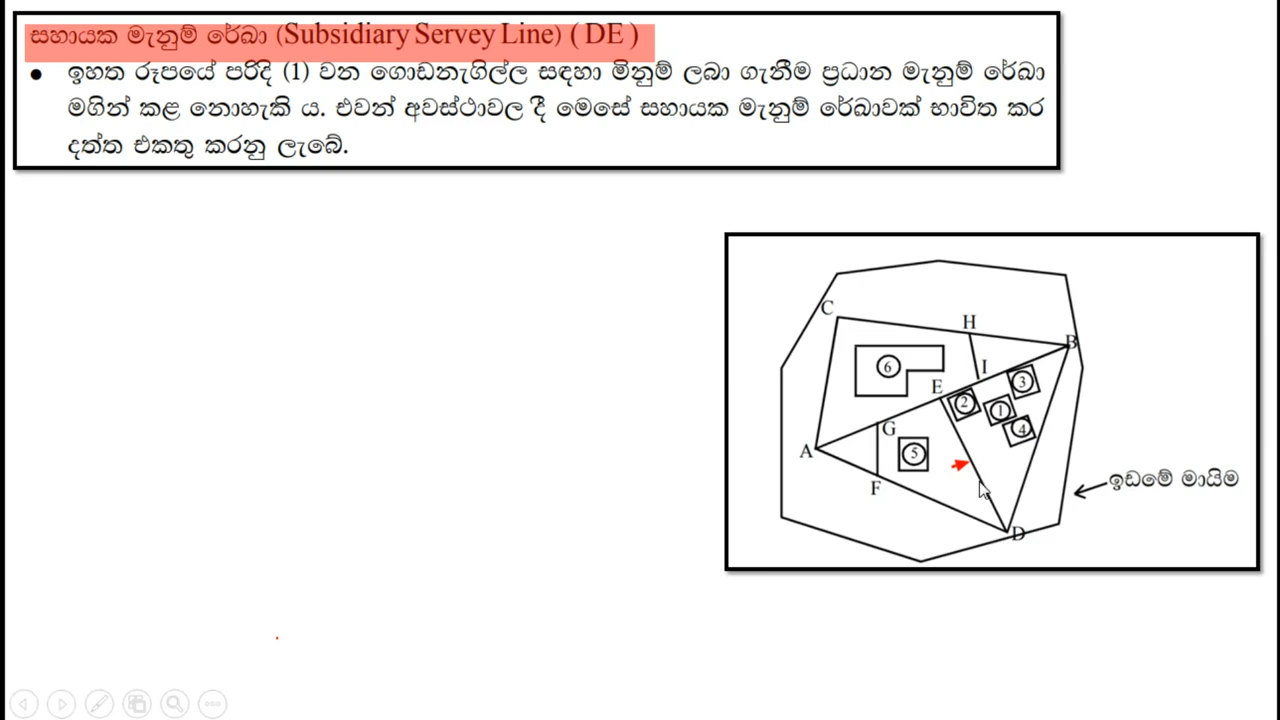 සහායක මැනුම් රේඛා (Subsidiary Servey Line) ( DE )
● ඉහත රූපයේ පරිදි (1) වන ගොඩනැගිල්ල සඳහා මිනුම් ලබා ගැනීම ප්‍රධාන මැනුම් රේඛා
මගින් කළ නොහැකි ය. එවන් අවස්ථාවල දී මෙසේ සහායක මැනුම් රේඛාවක් භාවිත කර
දත්ත එකතු කරනු ලැබේ.
C
H
B
6
I
3
E
2
1
4
G
A
5
F
ඉඩමේ මායිම
D